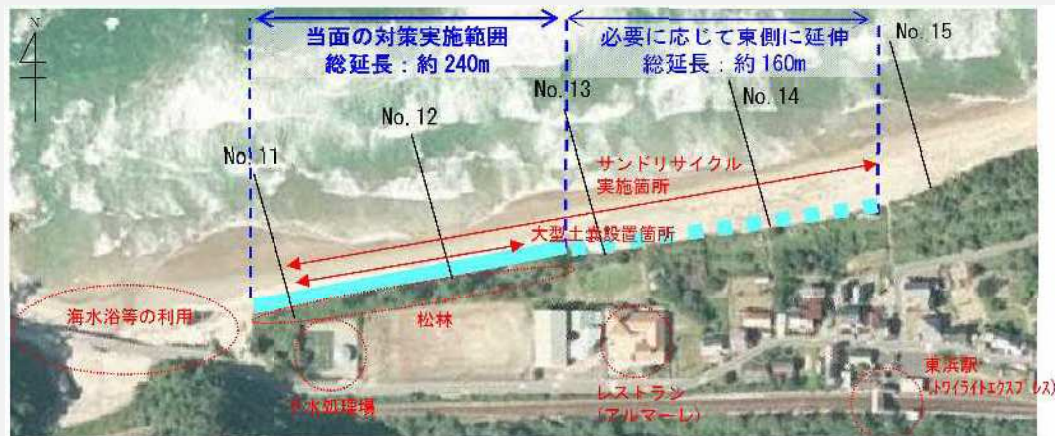 N
当面の対策実施範囲
総延長：約240m
必要に応じて東側に延伸
総延長：約160m
No. 15
No. 14
No. 13
No. 12
No. 11
サンドリサイクル
実施箇所
大型土嚢設置箇所
海水浴等の利用
松林
下水処理場
レストラン
(アルマーレ)
東浜駅
(トワイライトエクスプレス)